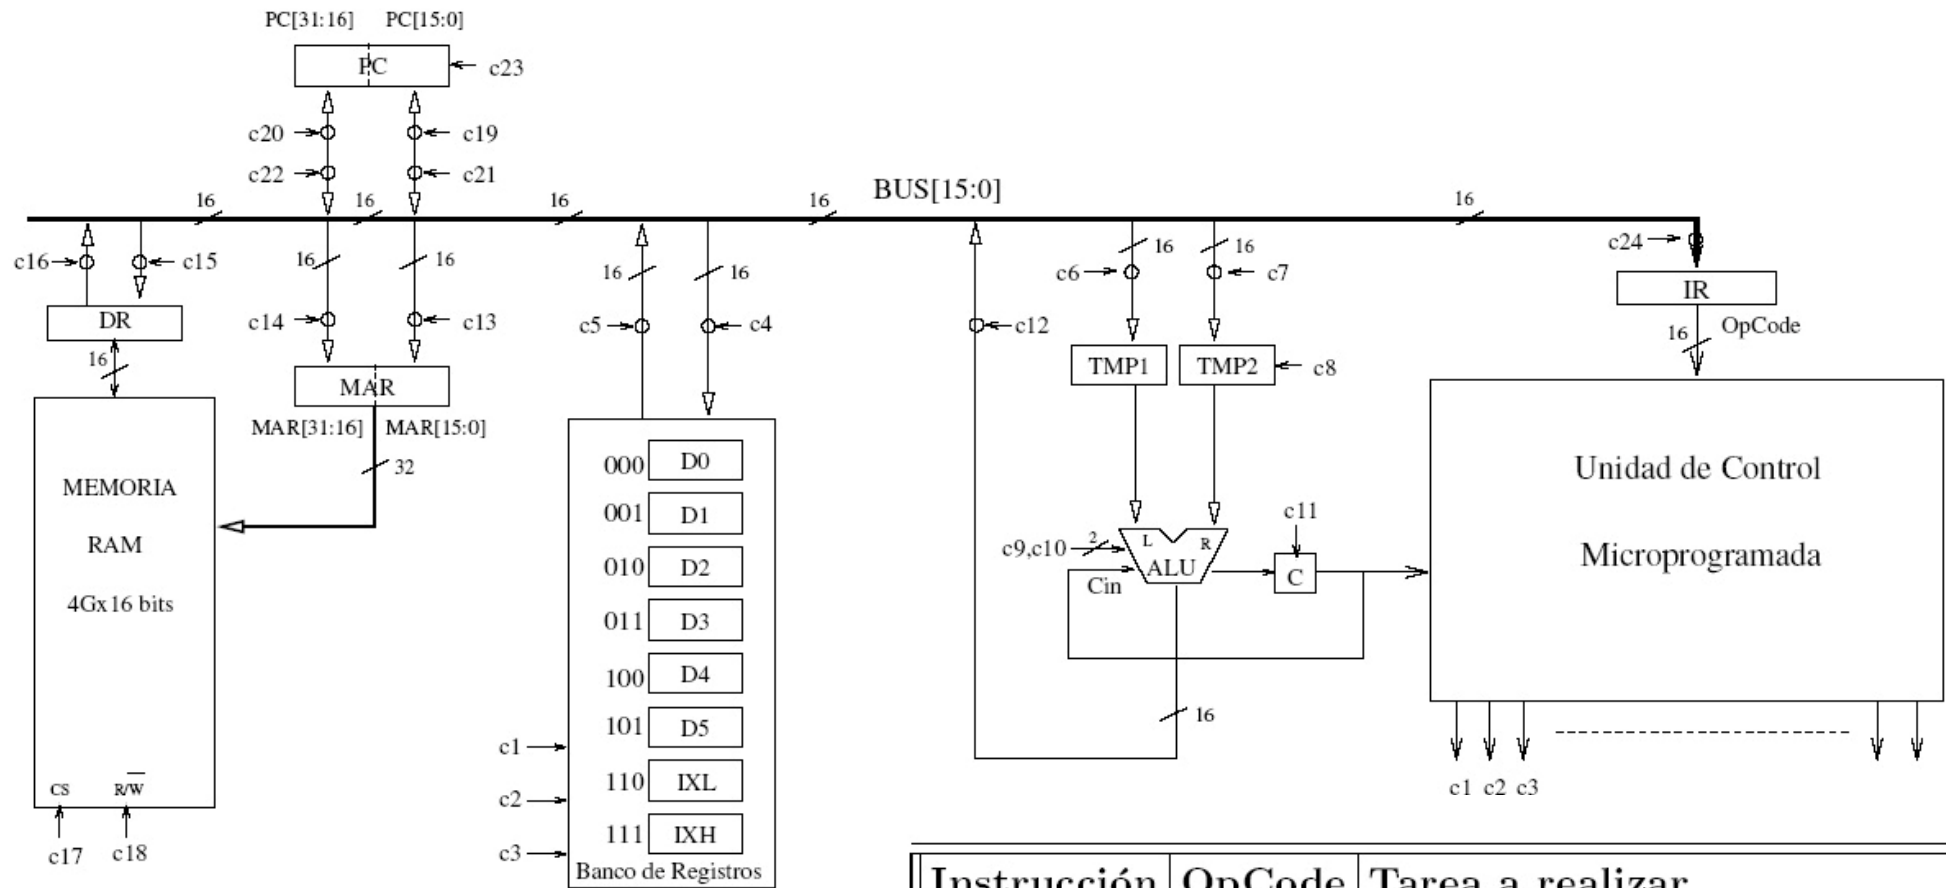 PC[31:16] PC[15:0]
PC
c23
c20
c19
c22
c21
16
16
16
16
BUS[15:0]
16
c16
c15
16
16
16
16
c6
16
16
c7
c24
DR
c14
c13
c5
c4
c12
IR
16
OpCode
16
MAR
TMP1
TMP2
c8
MAR[31:16]
MAR[15:0]
32
MEMORIA
RAM
4Gx16 bits
000 D0
001 D1
010 D2
011 D3
100 D4
101 D5
110 IXL
111 IXH
Banco de Registros
c1
c2
c3
CS
R/W
c17
c18
c9,c10
2
L
R
ALU
Cin
c11
C
16
Unidad de Control
Microprogramada
c1 c2 c3
Instrucción OpCode Tarea a realizar